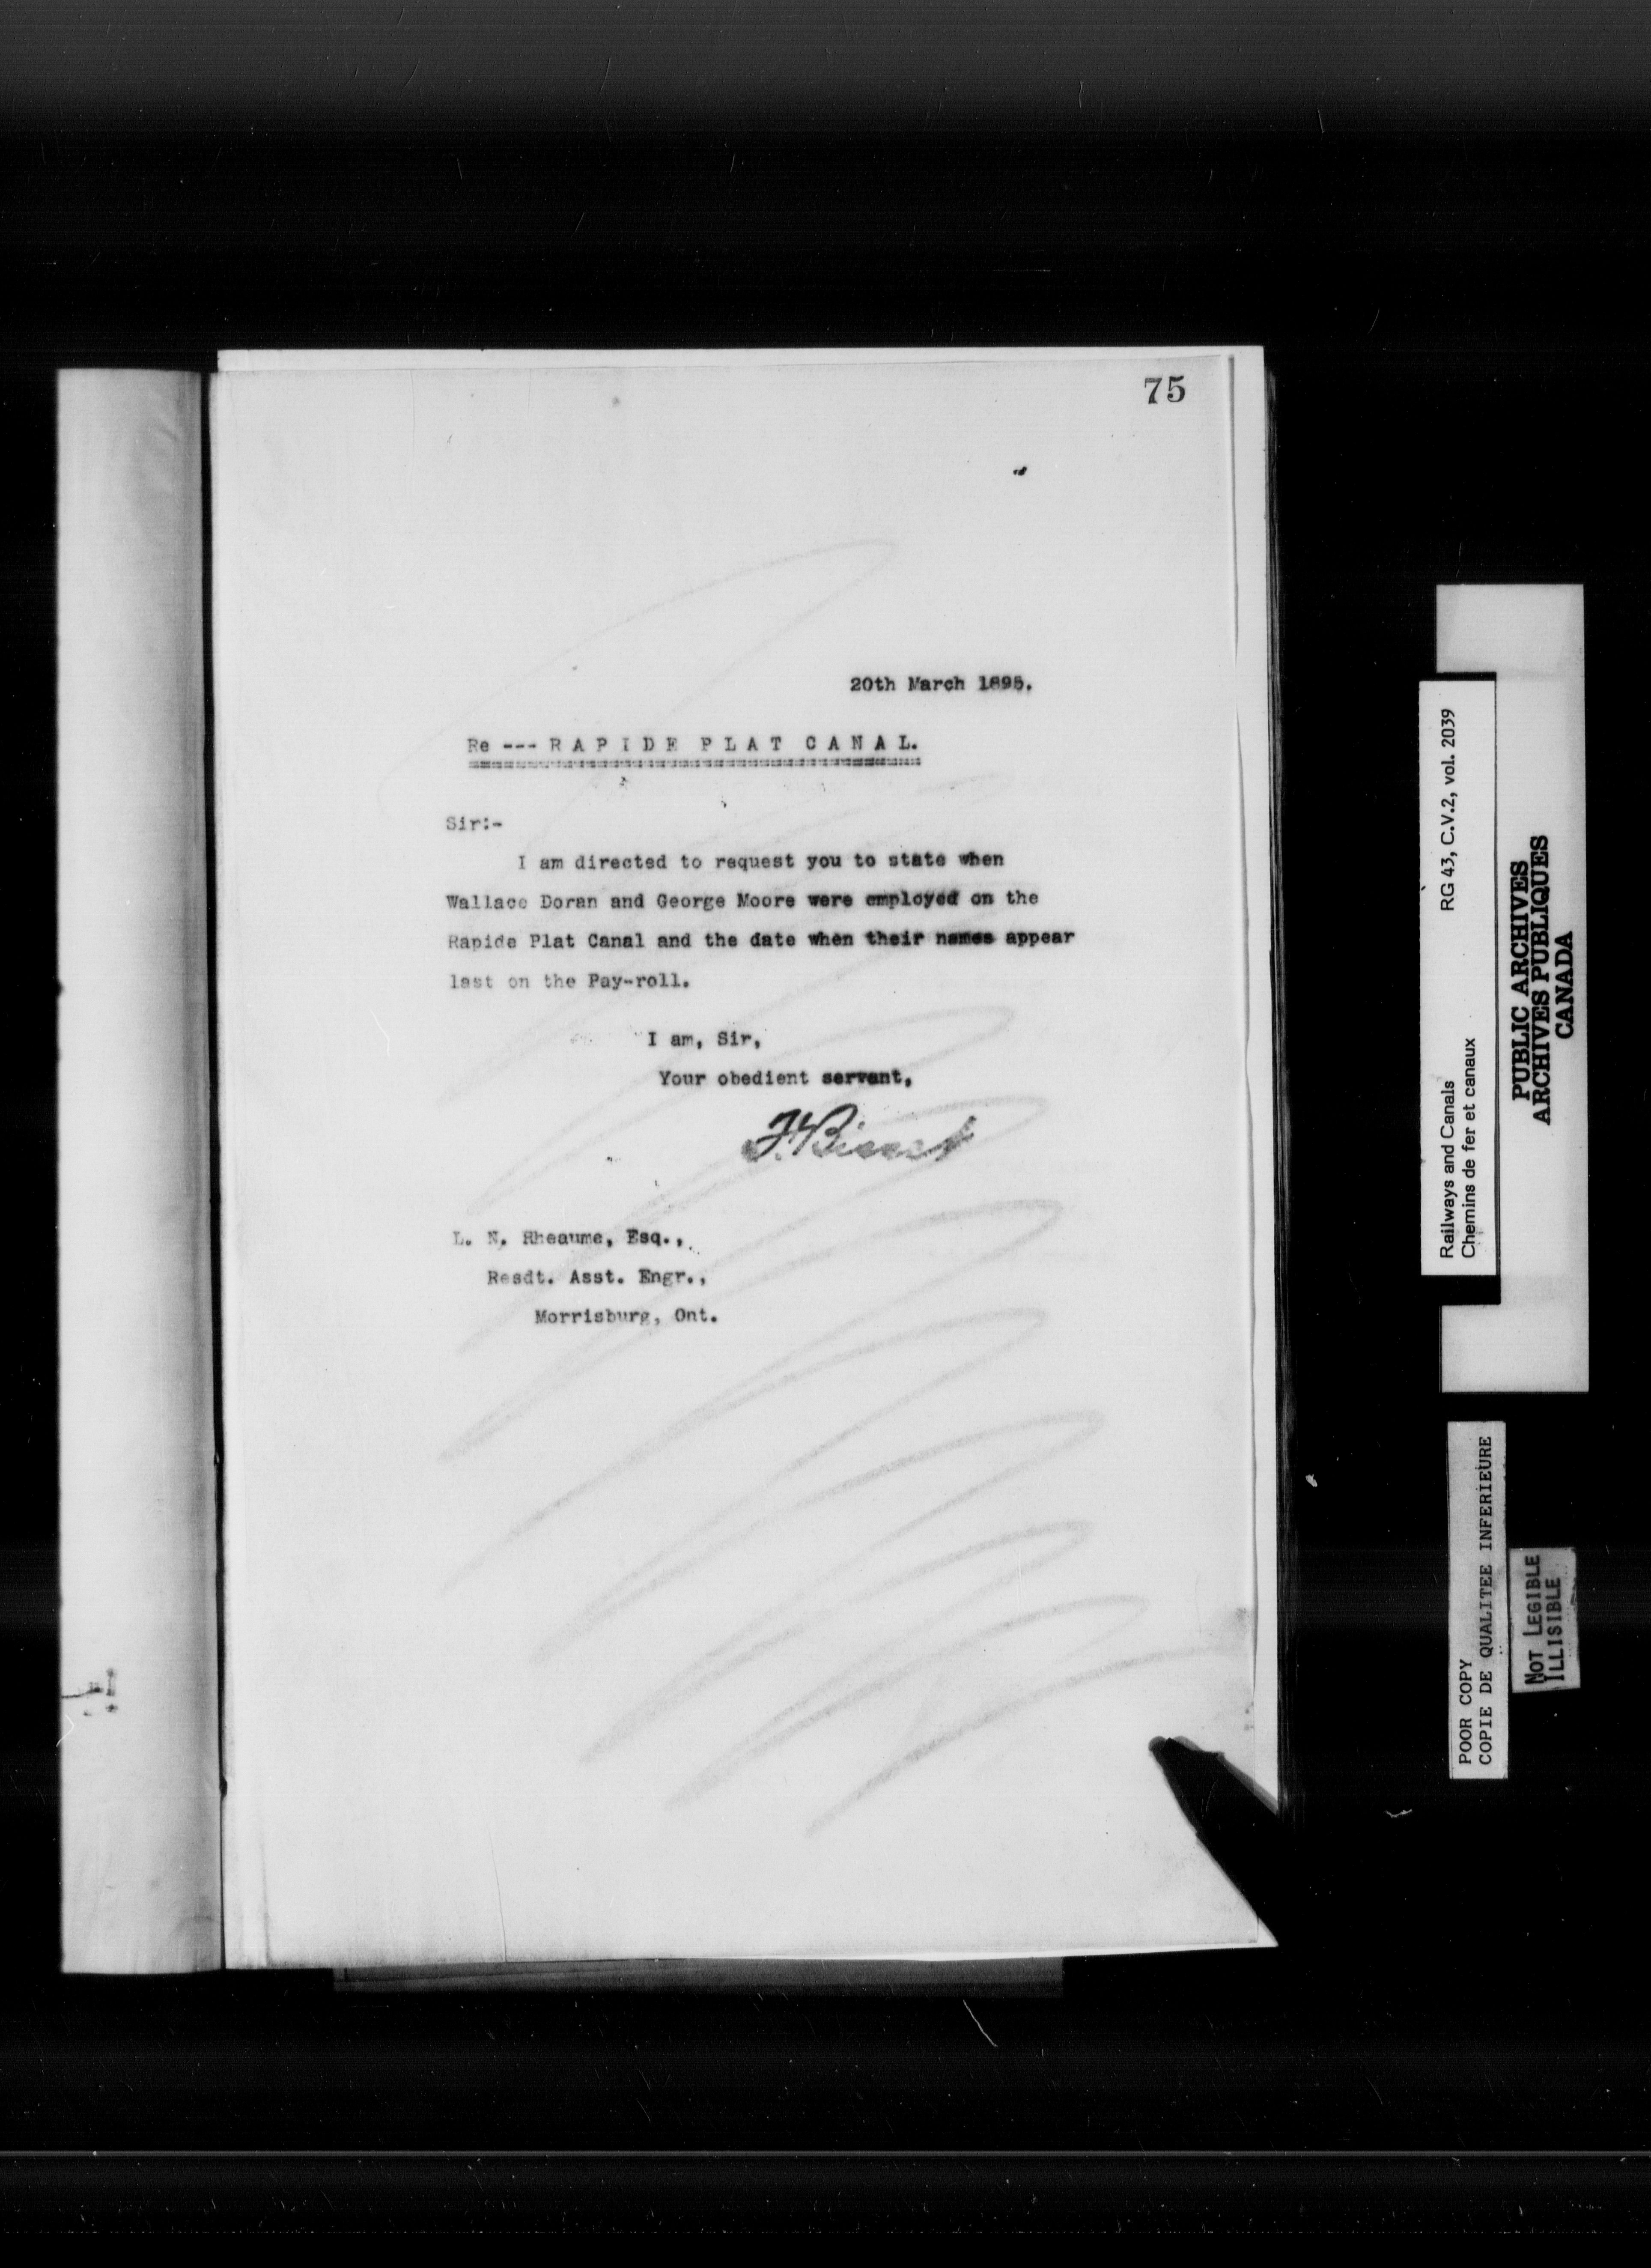 75
20th March 1895.
Re --- RAPIDE PLAT CANAL.
Sir:-
I am directed to request you to state when
Wallace Doran and George Moore were employed on the
Rapide Plat Canal and the date when their names appear
last on the Pay-roll.
I am, Sir,
Your obedient servant,
L. N. Rheaume, Esq.,
Resdt. Asst. Engr.,
Morrisburg, Ont.
Railways and Canals RG 43, C.V.2, vol. 2039
Chemins de fer et canaux
PUBLIC ARCHIVES
ARCHIVES PUBLIQUES
CANADA
POOR COPY
COPIE DE QUALITEE INFERIEURE
NOT LEGIBLE
ILLISIBLE